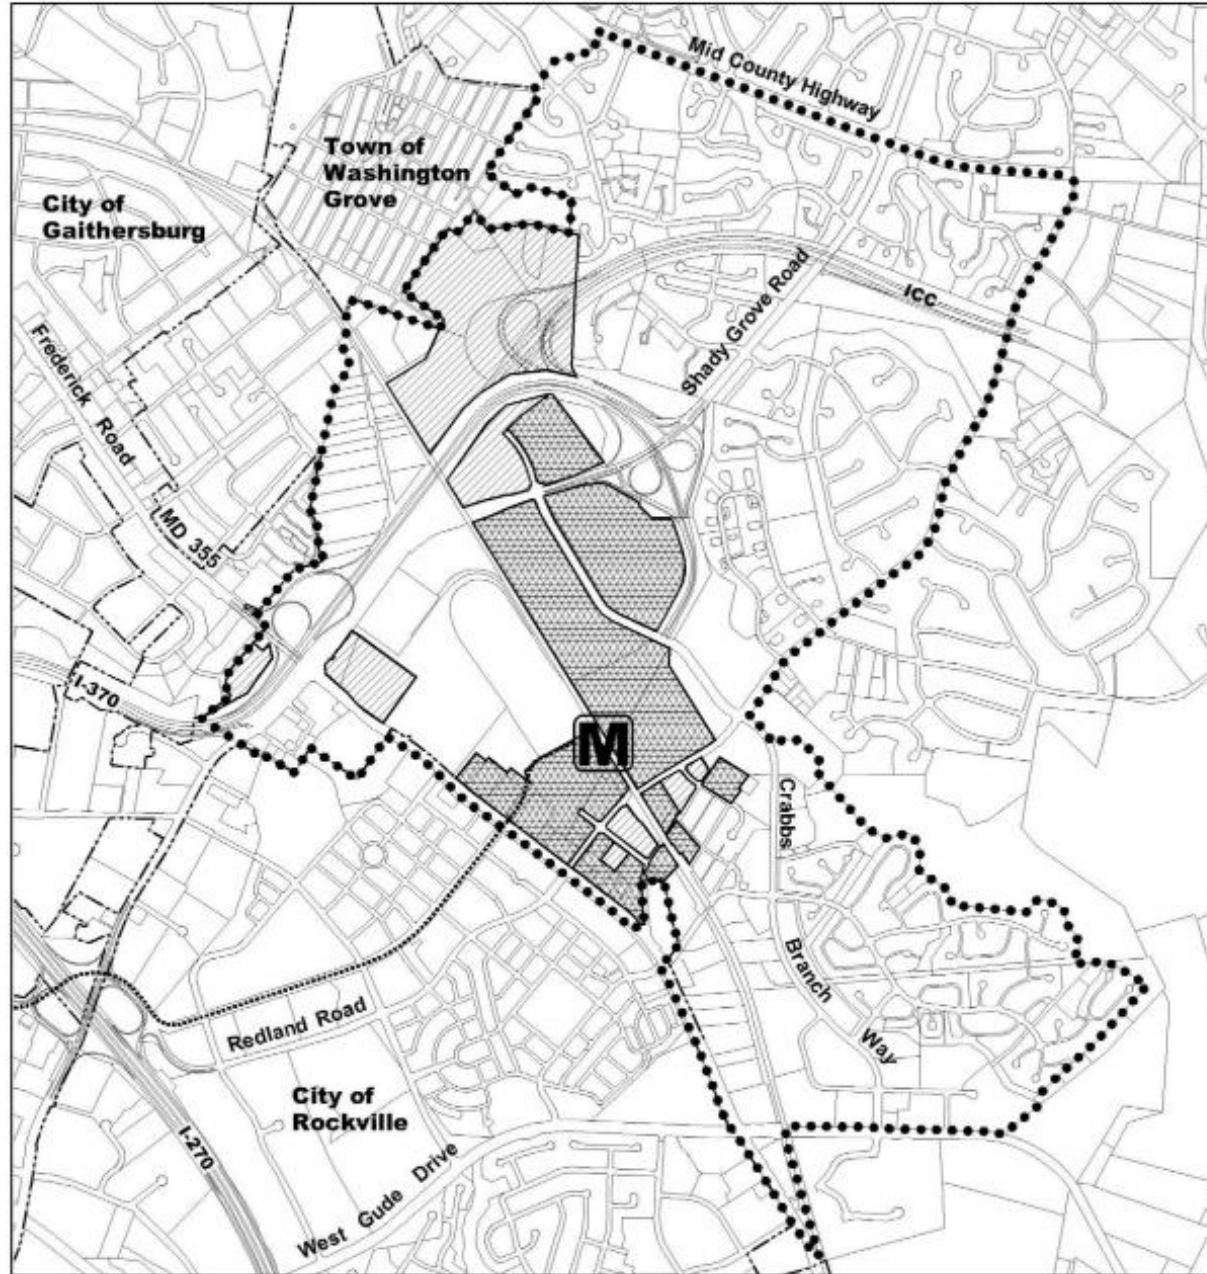 Mid County Highway
Town of
Washington
Grove
City of
Gaithersburg
Shady Grove Road
ICC
Frederick Road
MD 355
I-370
M
Crabbs
Branch
Way
Redland Road
City of
Rockville
I-270
West Gude Drive